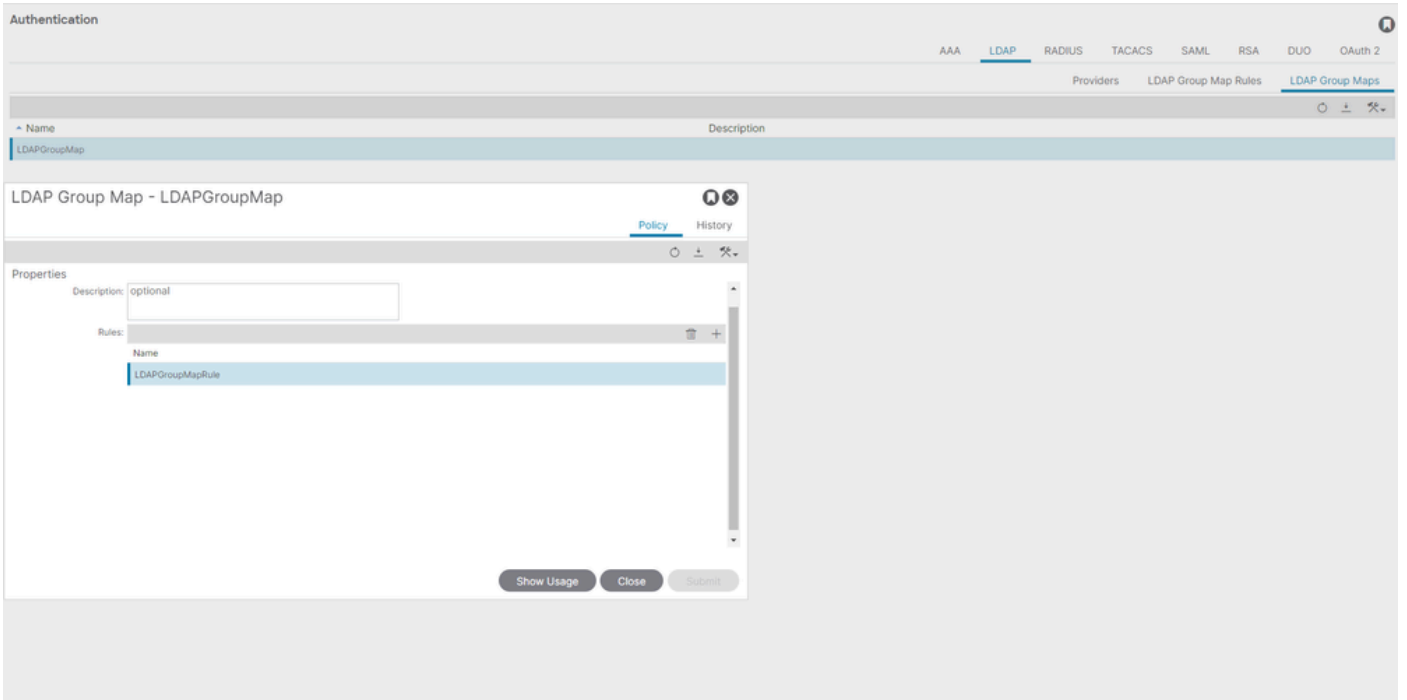 Authentication
AAA LDAP RADIUS TACACS SAML RSA DUO OAuth 2
Providers LDAP Group Map Rules LDAP Group Maps
Name Description
LDAPGroupMap
LDAP Group Map - LDAPGroupMap
Policy History
Properties
Description: optional
Rules:
Name
LDAPGroupMapRule
Show Usage Close Submit